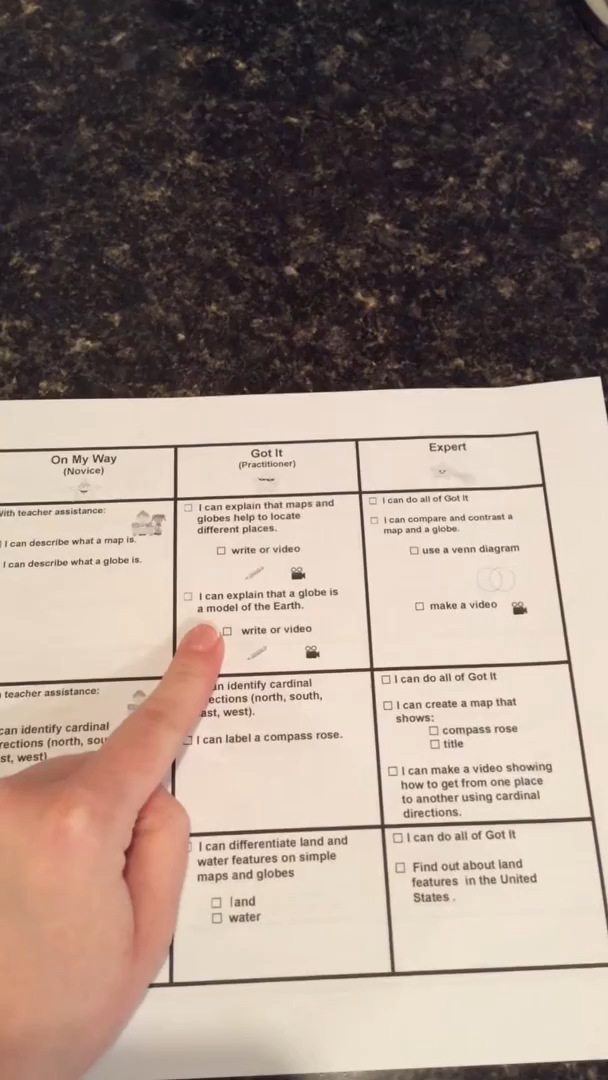 On My Way
(Novice)
With teacher assistance:
I can describe what a map is.
I can describe what a globe is.
Got It
(Practitioner)
I can explain that maps and
globes help to locate
different places.
write or video
I can explain that a globe is
a model of the Earth.
write or video
Expert
I can do all of Got It
I can compare and contrast a
map and a globe.
use a venn diagram
make a video
teacher assistance:
can identify cardinal
st, west)
identify cardinal
(north, south,
west).
I can label a compass rose.
I can do all of Got It
I can create a map that
shows:
compass rose
title
I can make a video showing
how to get from one place
to another using cardinal
directions.
I can differentiate land and
water features on simple
maps and globes
land
water
I can do all of Got It
Find out about land
features in the United
States .